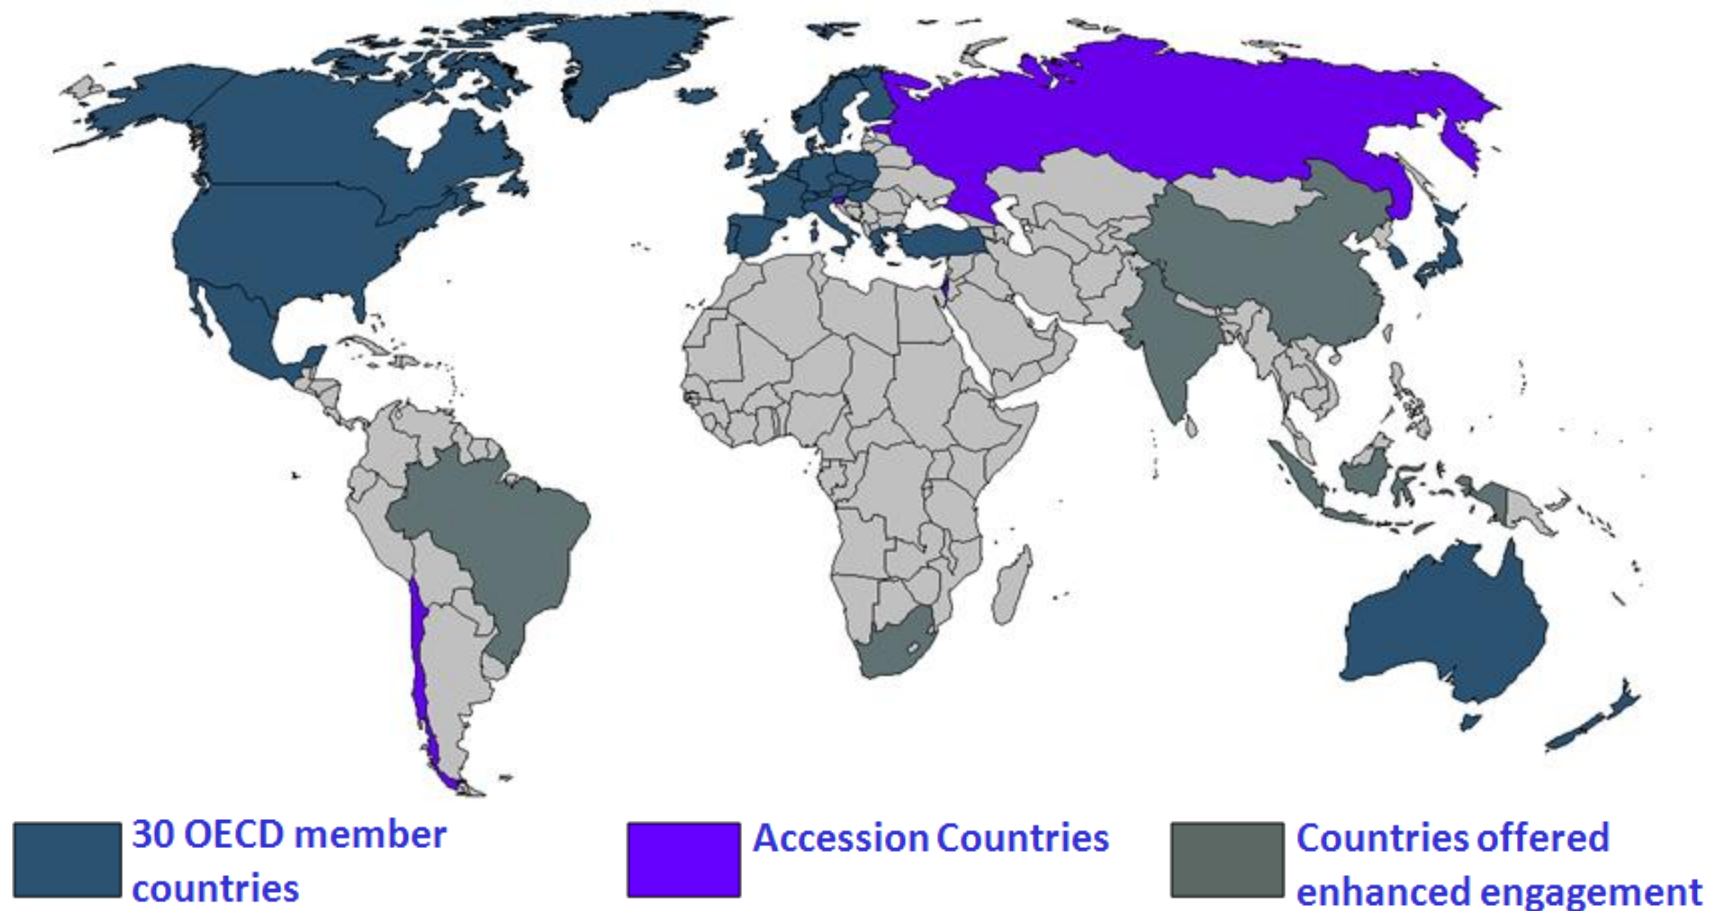 30 OECD member
countries
Accession Countries
Countries offered
enhanced engagement